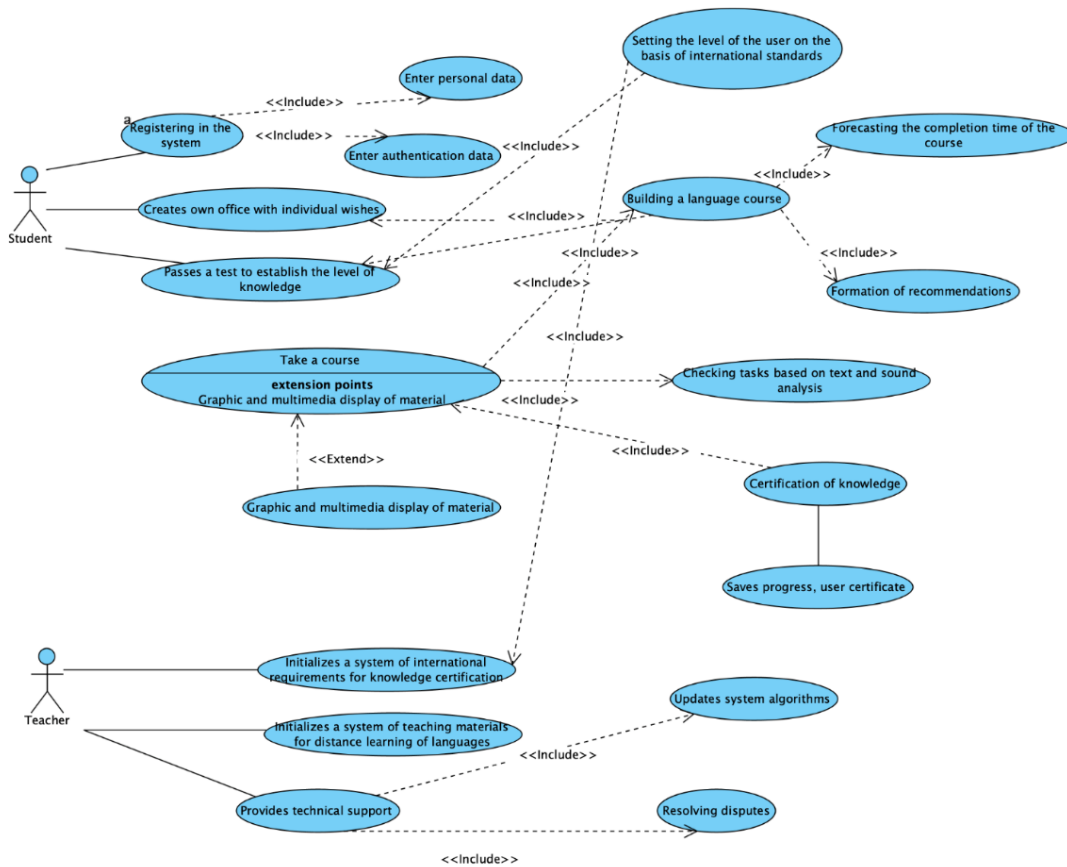 Setting the level of the user on the
basis of international standards
Enter personal data
<<Include>>
a
Registering in the
system
<<Include>>
Enter authentication data
<<Include>>
Forecasting the completion time of the
course
<<Include>>
Building a language course
Student
Creates own office with individual wishes
<<Include>>
<<Include>>
<<Include>>
Passes a test to establish the level of
knowledge
<<Include>>
Formation of recommendations
<<Include>>
Take a course
extension points
Graphic and multimedia display of material
Checking tasks based on text and sound
analysis
<<Include>>
<<Include>>
<<Extend>>
Certification of knowledge
Graphic and multimedia display of material
Saves progress, user certificate
Teacher
Initializes a system of international
requirements for knowledge certification
Updates system algorithms
Initializes a system of teaching materials
for distance learning of languages
<<Include>>
Provides technical support
Resolving disputes
<<Include>>